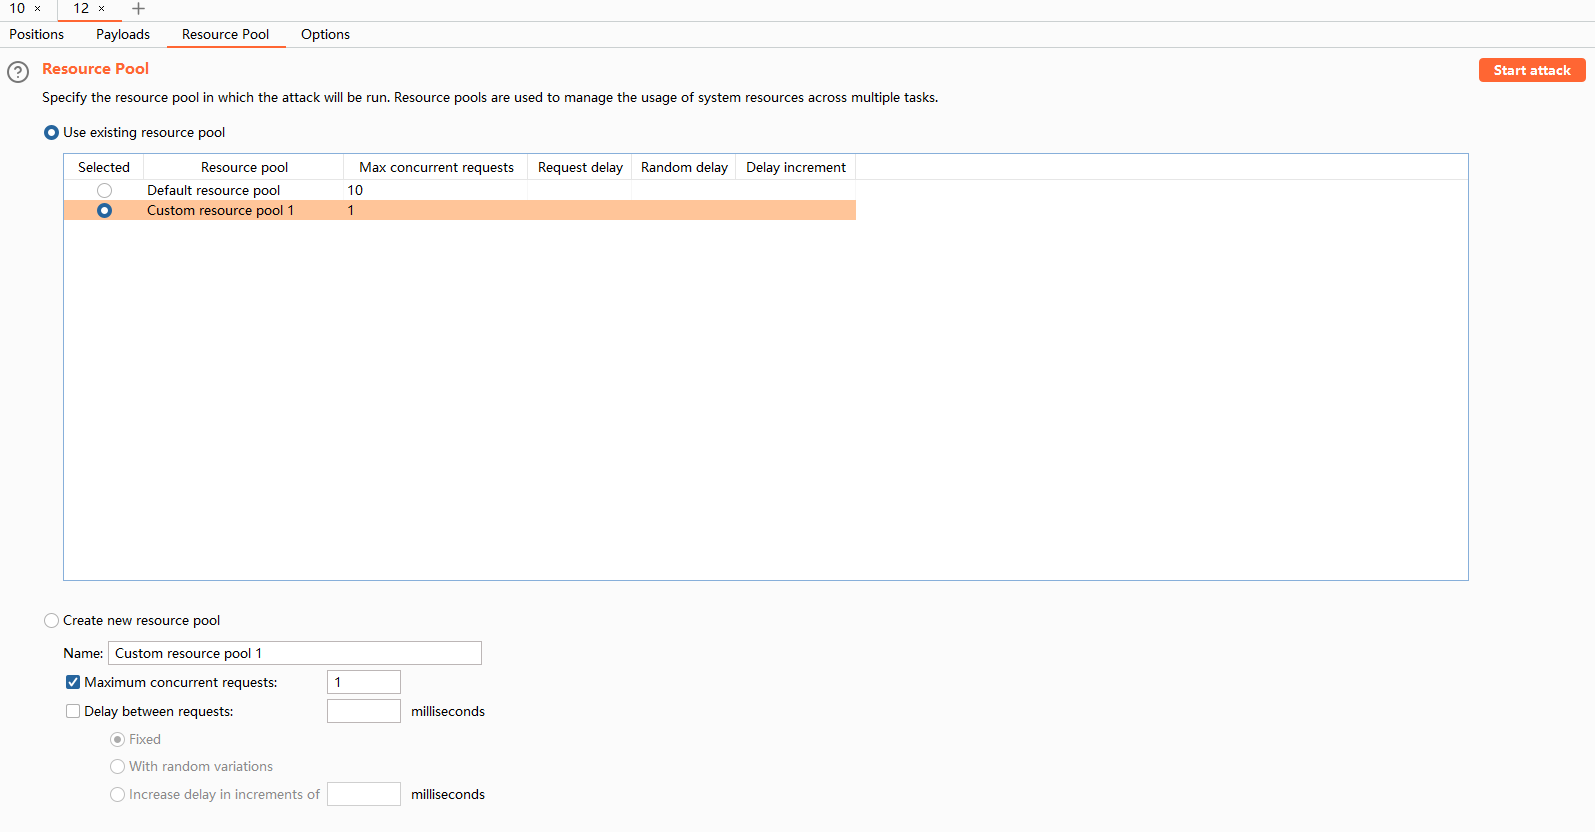 10 × 12 × +
Positions Payloads Resource Pool Options
? Resource Pool Start attack
Specify the resource pool in which the attack will be run. Resource pools are used to manage the usage of system resources across multiple tasks.
Use existing resource pool
Selected Resource pool Max concurrent requests Request delay Random delay Delay increment
Default resource pool 10
Custom resource pool 1 1
Create new resource pool
Name: Custom resource pool 1
Maximum concurrent requests: 1
Delay between requests: milliseconds
Fixed
With random variations
Increase delay in increments of milliseconds